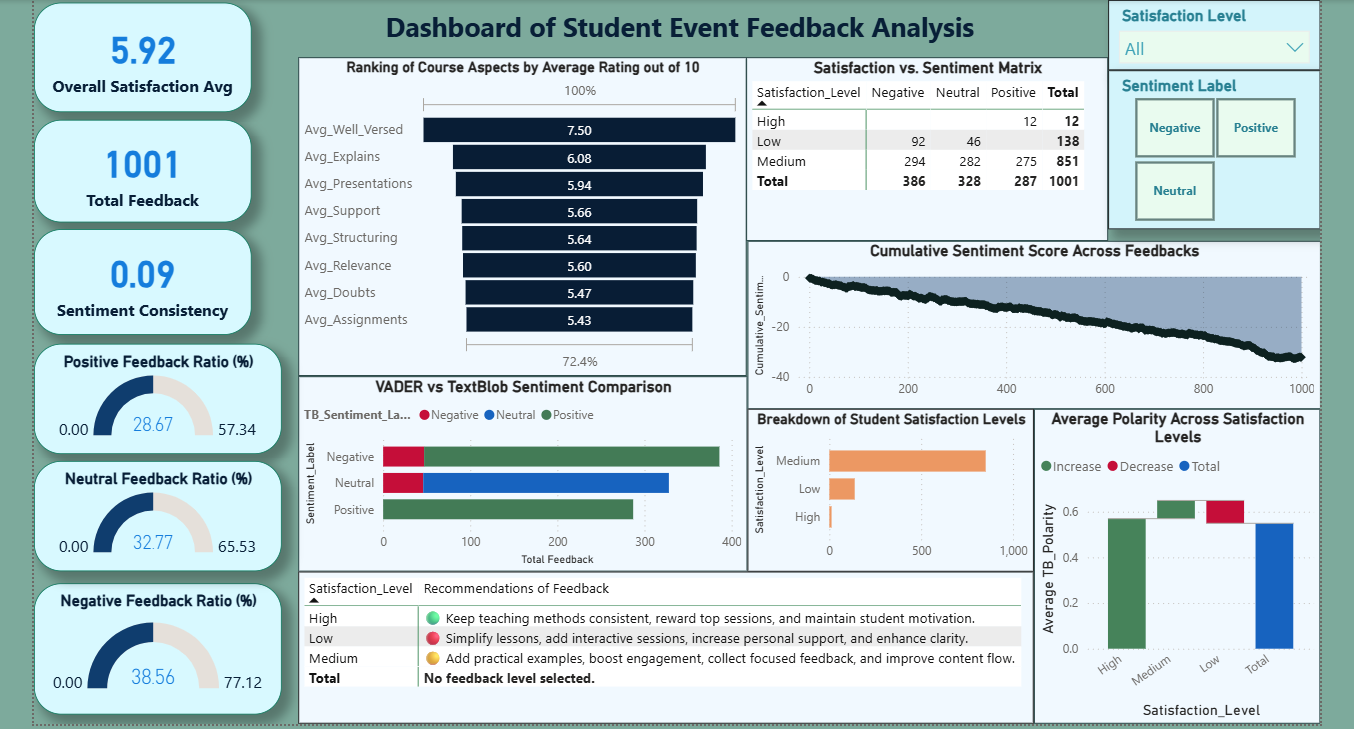 Dashboard of Student Event Feedback Analysis
5.92
Overall Satisfaction Avg
1001
Total Feedback
0.09
Sentiment Consistency
Positive Feedback Ratio (%)
28.67
0.00
57.34
Neutral Feedback Ratio (%)
32.77
0.00
65.53
Negative Feedback Ratio (%)
38.56
0.00
77.12
Ranking of Course Aspects by Average Rating out of 10
100%
Avg_Well_Versed 7.50
Avg_Explains 6.08
Avg_Presentations 5.94
Avg_Support 5.66
Avg_Structuring 5.64
Avg_Relevance 5.60
Avg_Doubts 5.47
Avg_Assignments 5.43
72.4%
Satisfaction vs. Sentiment Matrix
Satisfaction_Level Negative Neutral Positive Total
High 12 12
Low 92 46 138
Medium 294 282 275 851
Total 386 328 287 1001
Satisfaction Level
All
Sentiment Label
Negative Positive
Neutral
Cumulative Sentiment Score Across Feedbacks
Cumulative_Sentim...
0
-20
-40
0 200 400 600 800 1000
VADER vs TextBlob Sentiment Comparison
TB_Sentiment_La... Negative Neutral Positive
Sentiment_Label
Negative
Neutral
Positive
0 100 200 300 400
Total Feedback
Breakdown of Student Satisfaction Levels
Satisfaction_Level
Medium
Low
High
0 500 1,000
Average Polarity Across Satisfaction
Levels
Increase Decrease Total
Average TB_Polarity
0.6
0.4
0.2
0.0
High Medium Low Total
Satisfaction_Level
Satisfaction_Level Recommendations of Feedback
High Keep teaching methods consistent, reward top sessions, and maintain student motivation.
Low Simplify lessons, add interactive sessions, increase personal support, and enhance clarity.
Medium Add practical examples, boost engagement, collect focused feedback, and improve content flow.
Total No feedback level selected.